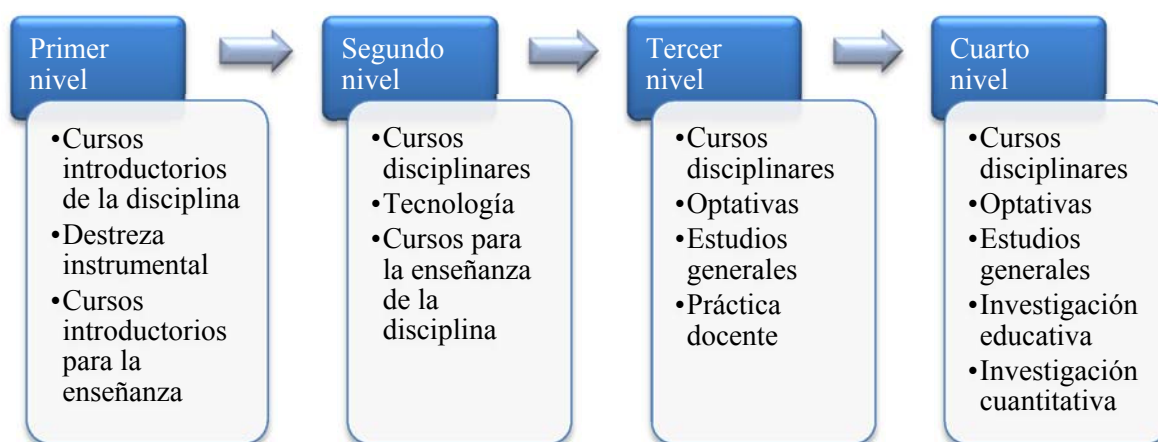 Primer
nivel
•Cursos
introductorios
de la disciplina
•Destreza
instrumental
•Cursos
introductorios
para la
enseñanza
Segundo
nivel
•Cursos
disciplinares
•Tecnología
•Cursos para
la enseñanza
de la
disciplina
Tercer
nivel
•Cursos
disciplinares
•Optativas
•Estudios
generales
•Práctica
docente
Cuarto
nivel
•Cursos
disciplinares
•Optativas
•Estudios
generales
•Investigación
educativa
•Investigación
cuantitativa